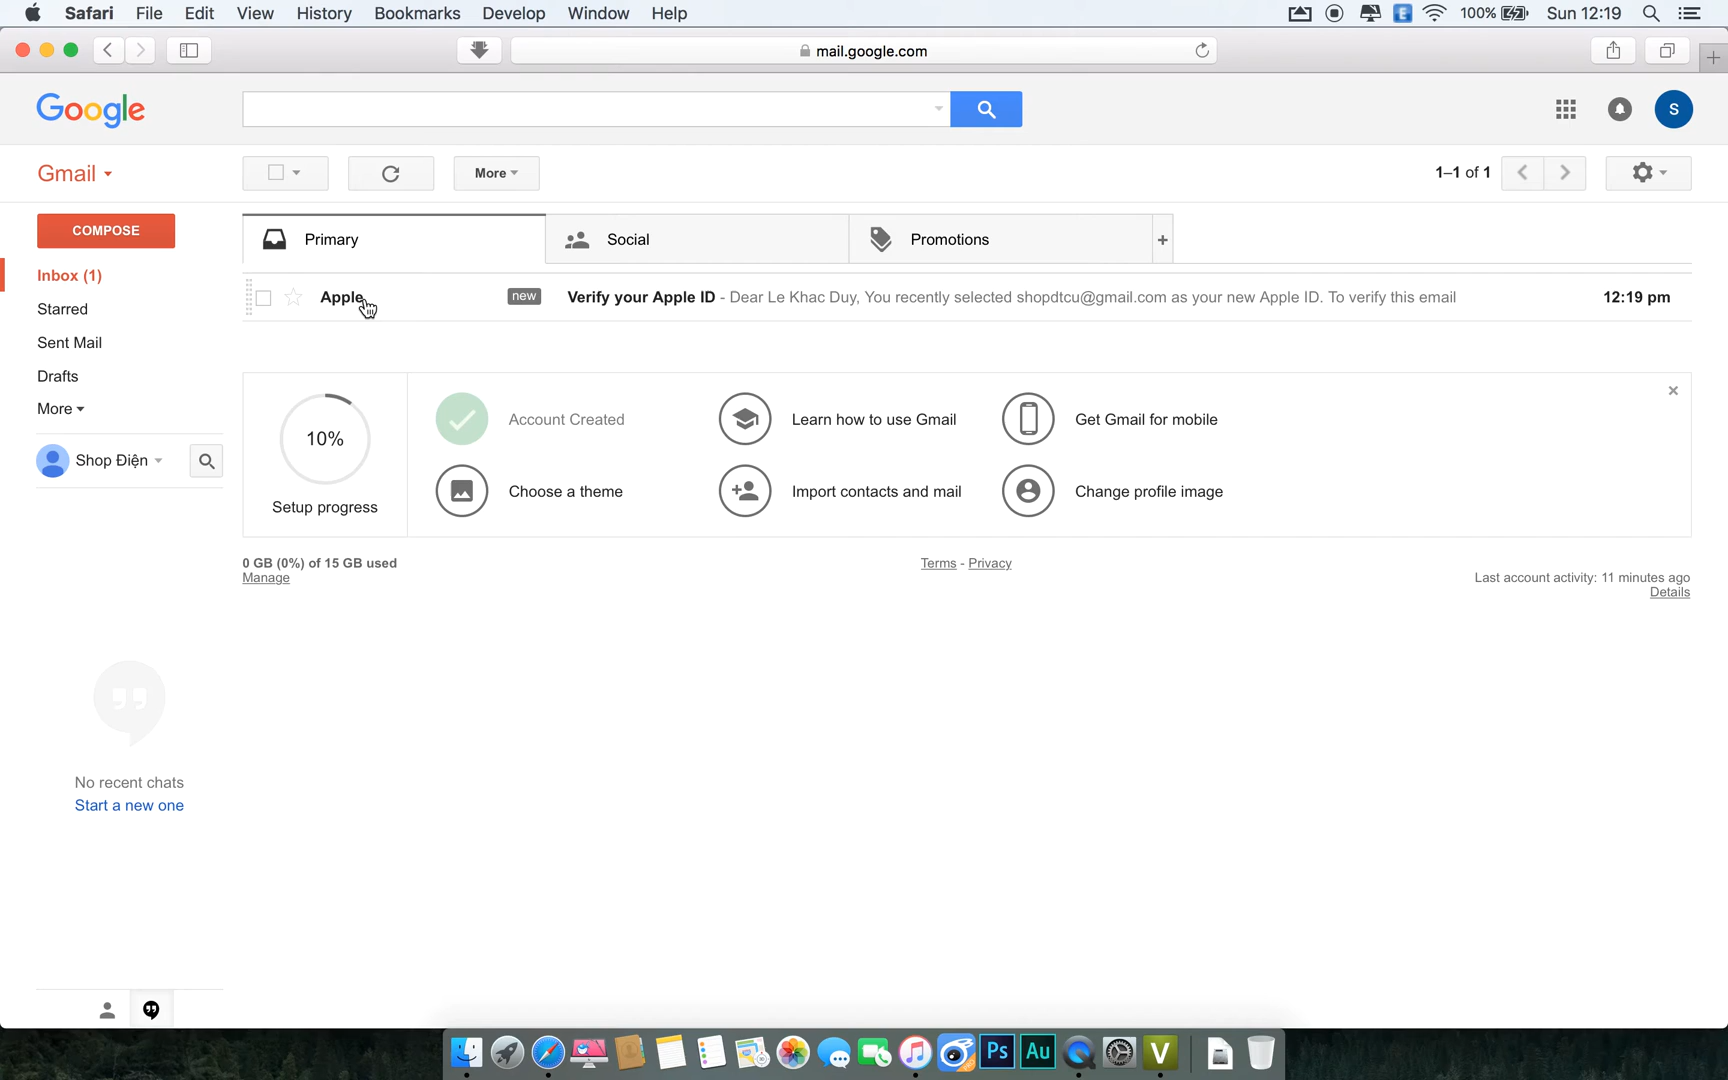 Safari File Edit View History Bookmarks Develop Window Help 100% Sun 12:19
mail.google.com
Google
S
Gmail
More
1–1 of 1
COMPOSE
Primary
Social
Promotions
Inbox (1)
Starred
Sent Mail
Drafts
More
Shop Điện
Apple new Verify your Apple ID - Dear Le Khac Duy, You recently selected shopdtcu@gmail.com as your new Apple ID. To verify this email 12:19 pm
10%
Setup progress
Account Created
Learn how to use Gmail
Get Gmail for mobile
Choose a theme
Import contacts and mail
Change profile image
0 GB (0%) of 15 GB used
Manage
Terms - Privacy
Last account activity: 11 minutes ago
Details
No recent chats
Start a new one
Ps Au V